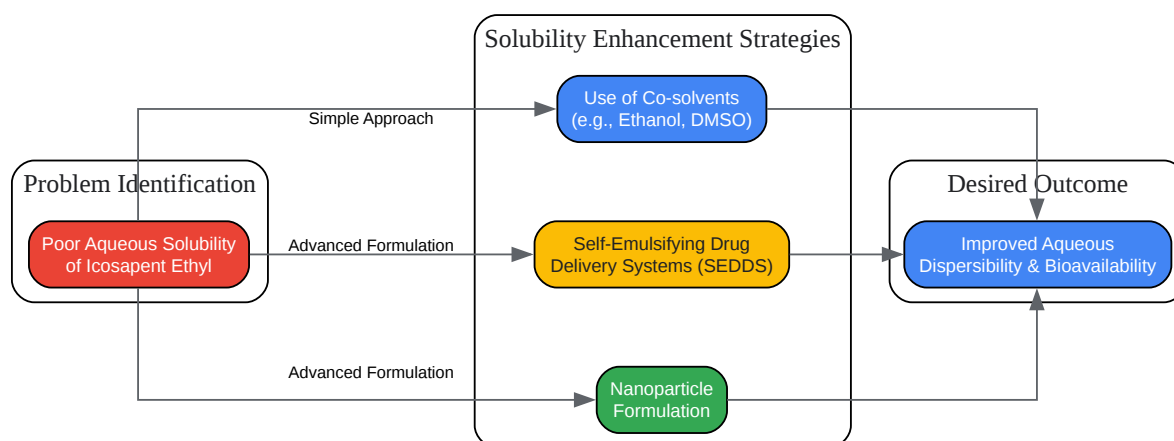 Solubility Enhancement Strategies
Use of Co-solvents
(e.g., Ethanol, DMSO)
Simple Approach
Problem Identification
Desired Outcome
Poor Aqueous Solubility
of Icosapent Ethyl
Advanced Formulation
Self-Emulsifying Drug
Delivery Systems (SEDDS)
Improved Aqueous
Dispersibility & Bioavailability
Advanced Formulation
Nanoparticle
Formulation